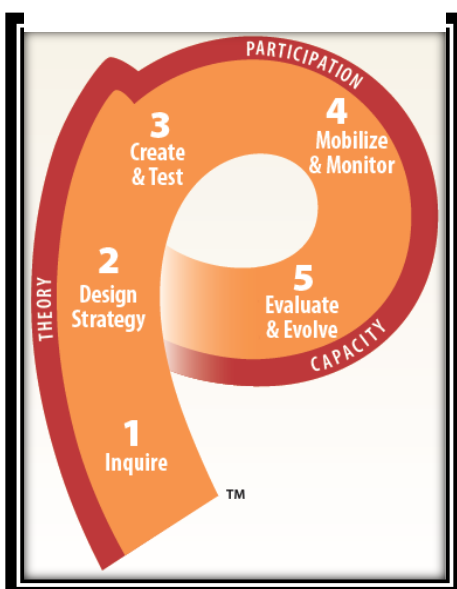 PARTICIPATION
3
Create
& Test
4
Mobilize
& Monitor
THEORY
2
Design
Strategy
5
Evaluate
& Evolve
CAPACITY
1
Inquire
TM